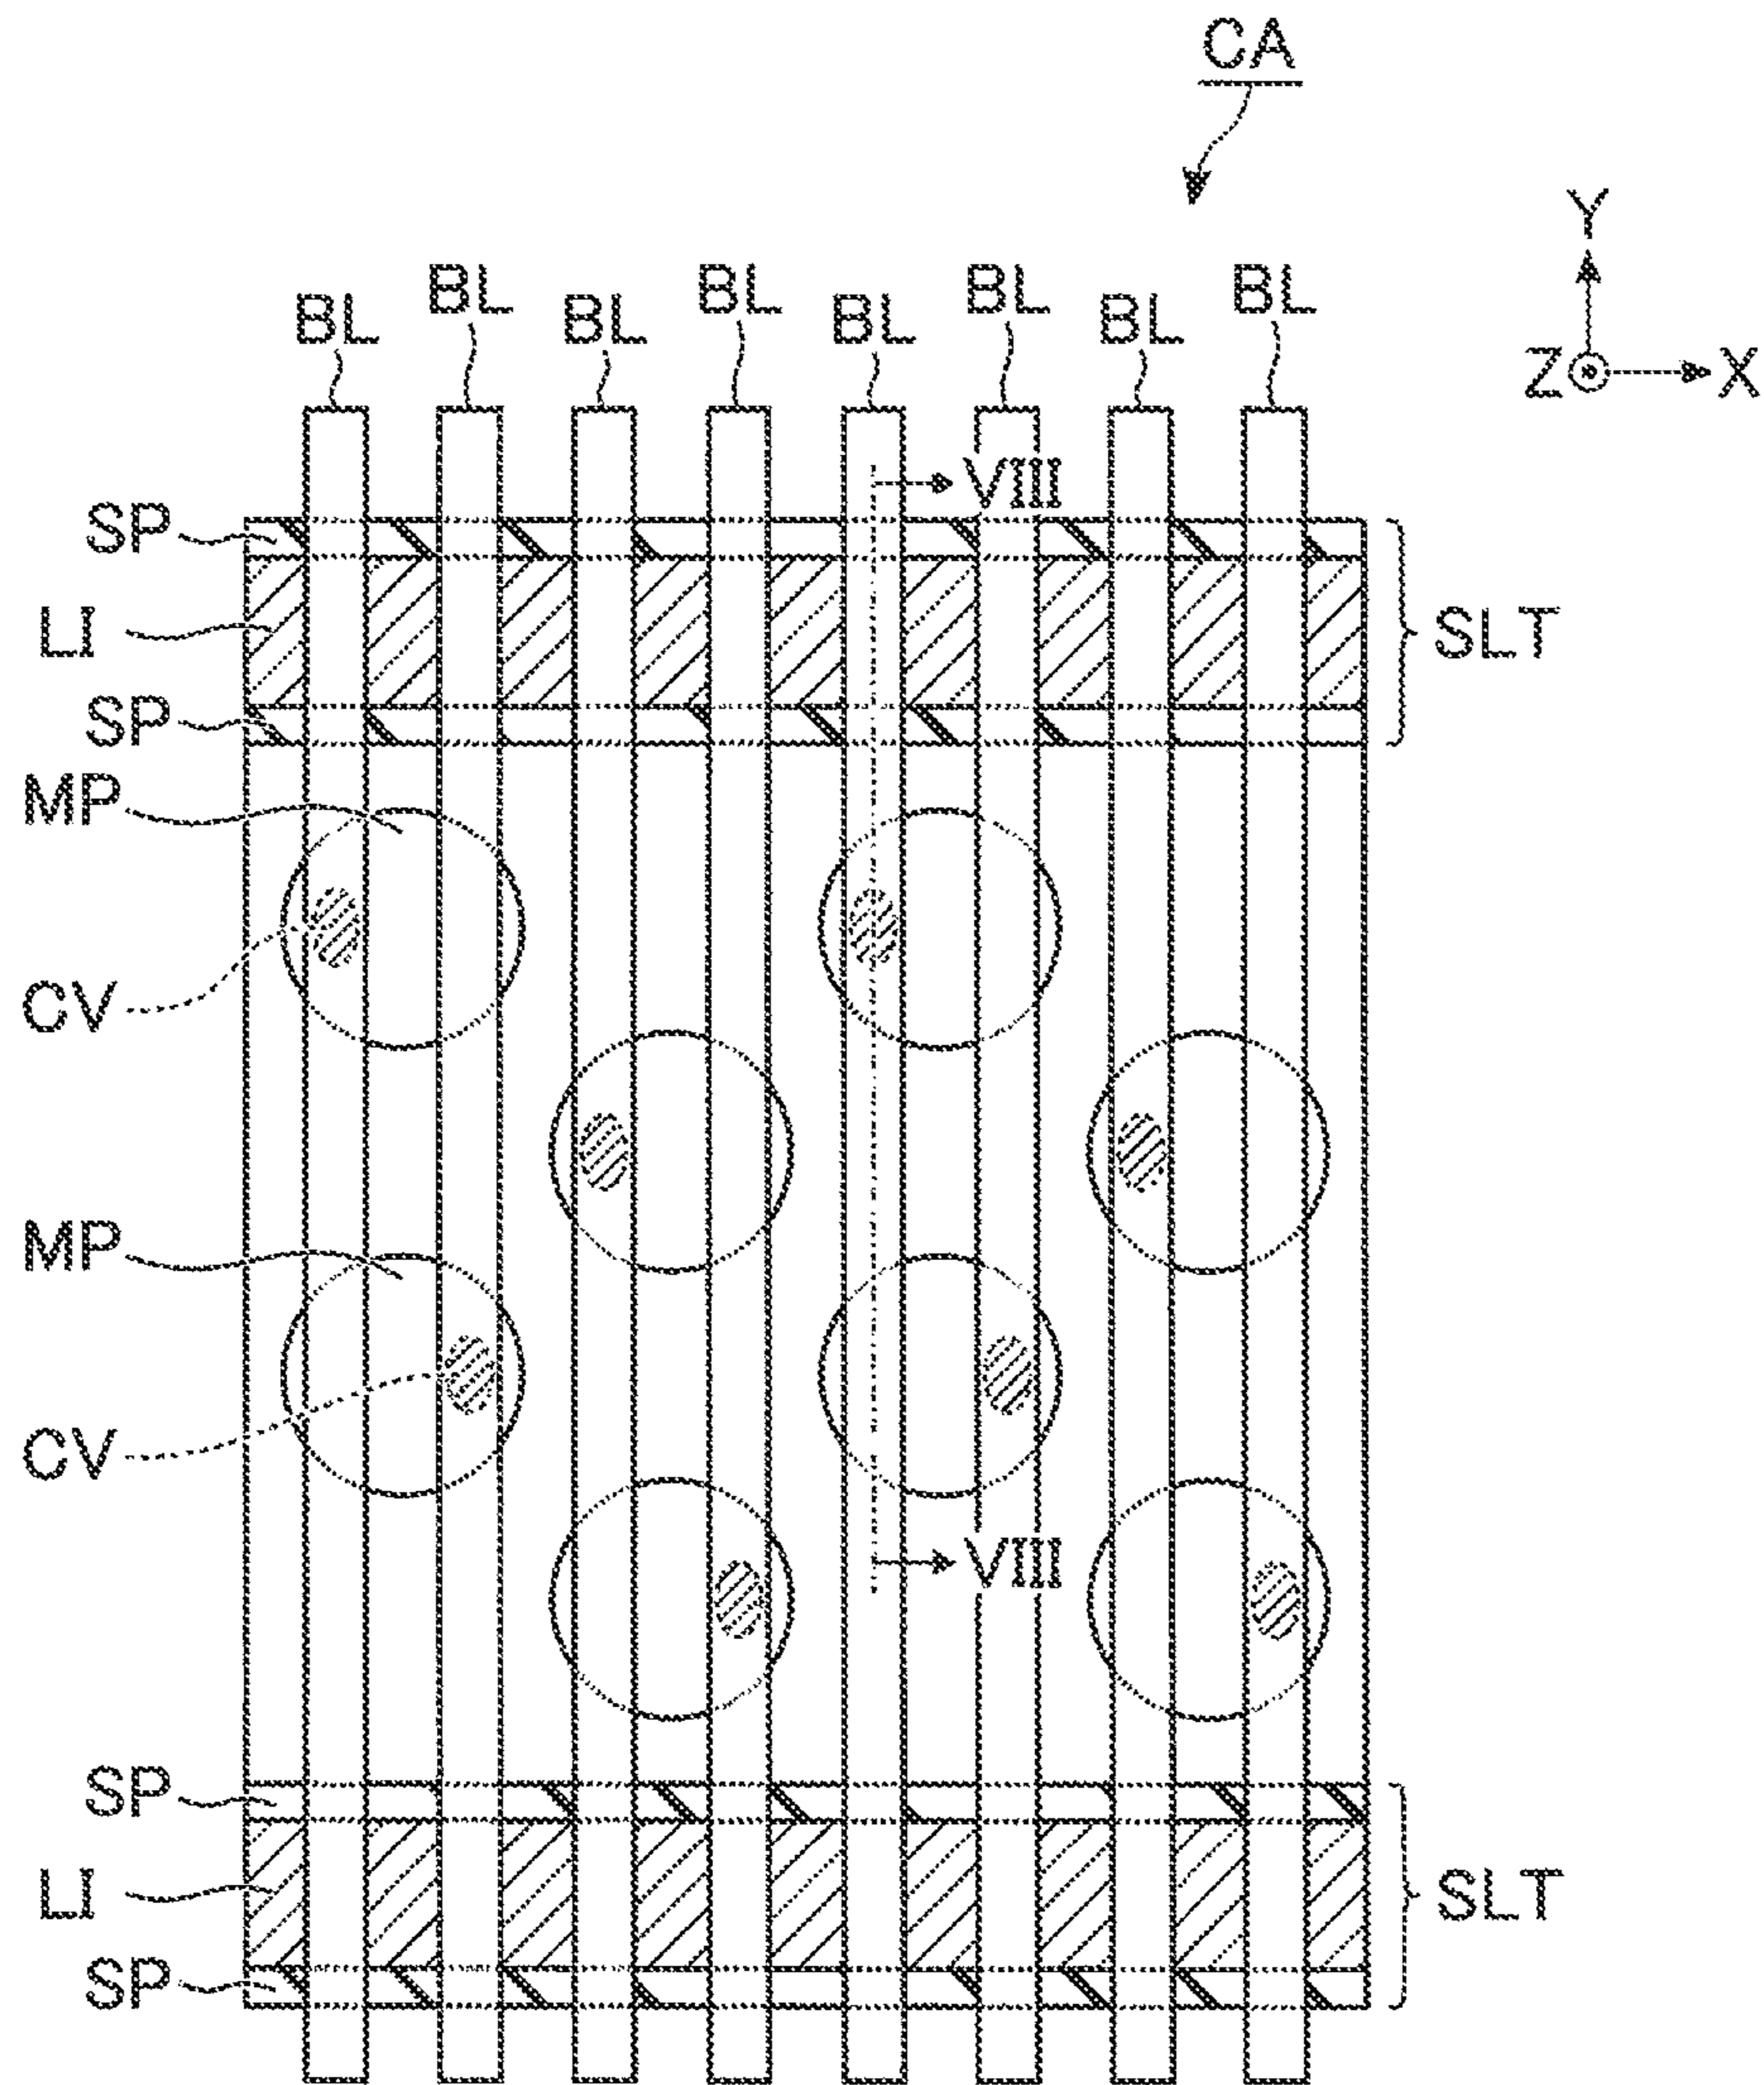 CA
Y
Z X
BL BL BL BL BL BL BL BL
VIII
SP
LI
SLT
SP
MP
CV
MP
CV
VIII
SP
LI
SLT
SP